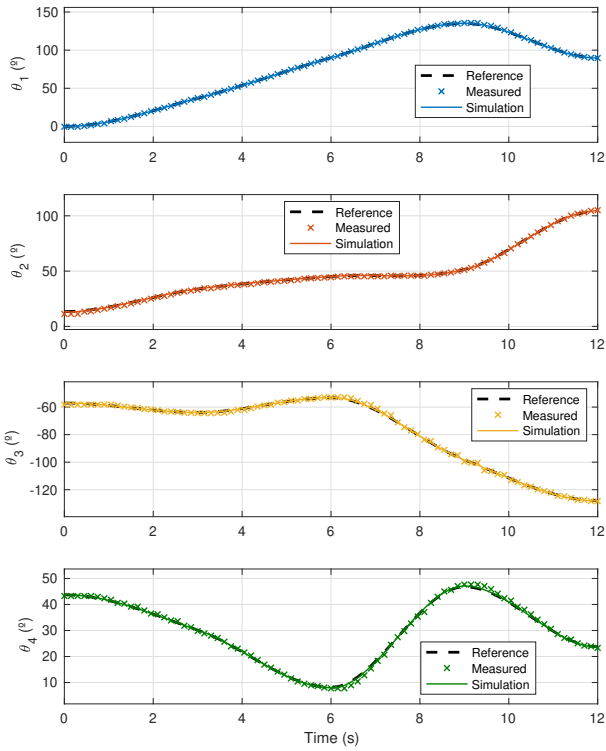 150
100
50
0
θ1 (º)
Reference
Measured
Simulation
0 2 4 6 8 10 12
100
50
0
θ2 (º)
Reference
Measured
Simulation
0 2 4 6 8 10 12
-60
-80
-100
-120
θ3 (º)
Reference
Measured
Simulation
0 2 4 6 8 10 12
50
40
30
20
10
θ4 (º)
Reference
Measured
Simulation
0 2 4 6 8 10 12
Time (s)